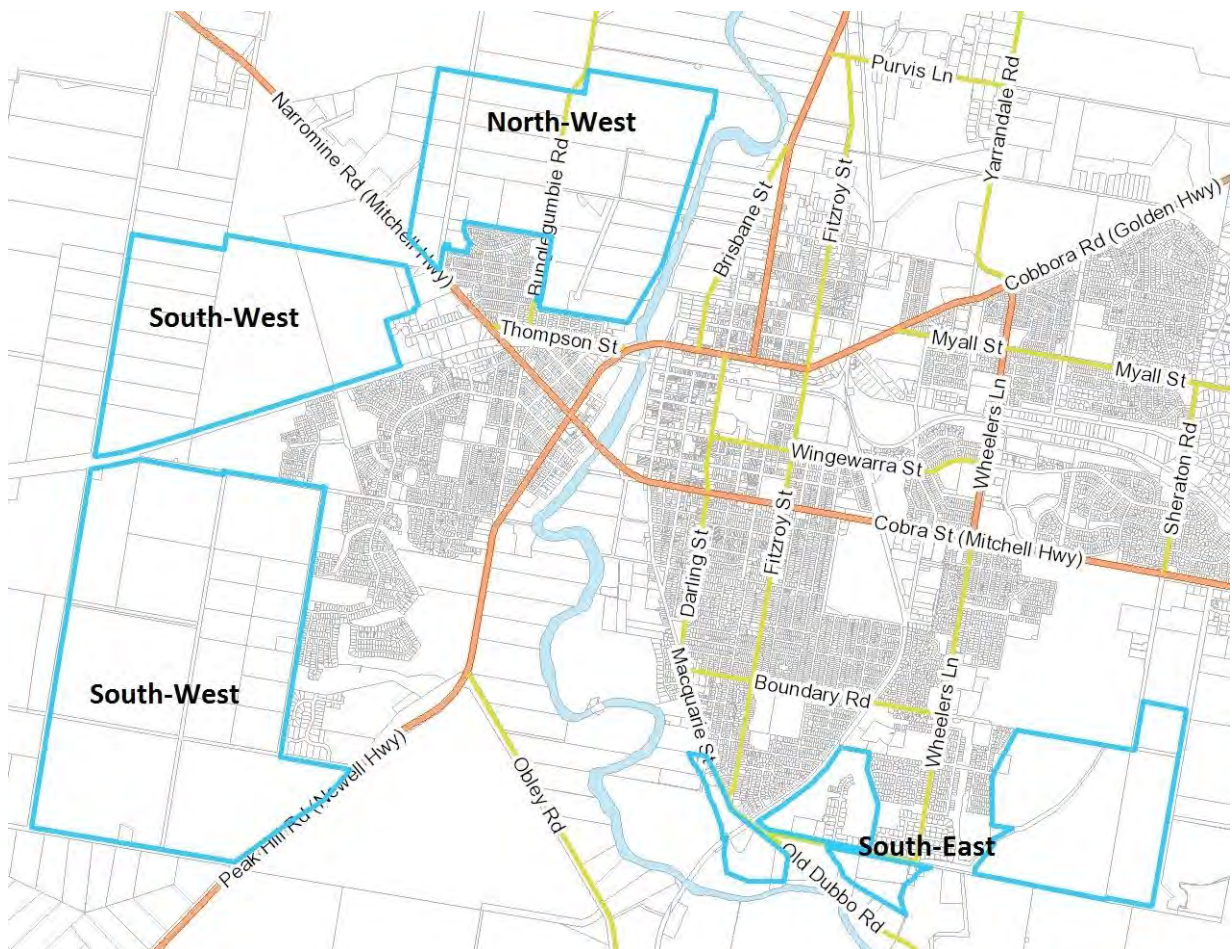 Purvis Ln
Yarrandale Rd
Narromine Rd (Mitchell Hwy)
North-West
Bunglegumbie Rd
Brisbane St
Fitzroy St
Cobbora Rd (Golden Hwy)
South-West
Thompson St
Myall St
Myall St
Wheelers Ln
Sheraton Rd
Wingewarra St
Cobra St (Mitchell Hwy)
Darling St
Fitzroy St
South-West
Macquarie St
Boundary Rd
Wheelers Ln
Peak Hill Rd (Newell Hwy)
Obley Rd
Old Dubbo Rd
South-East